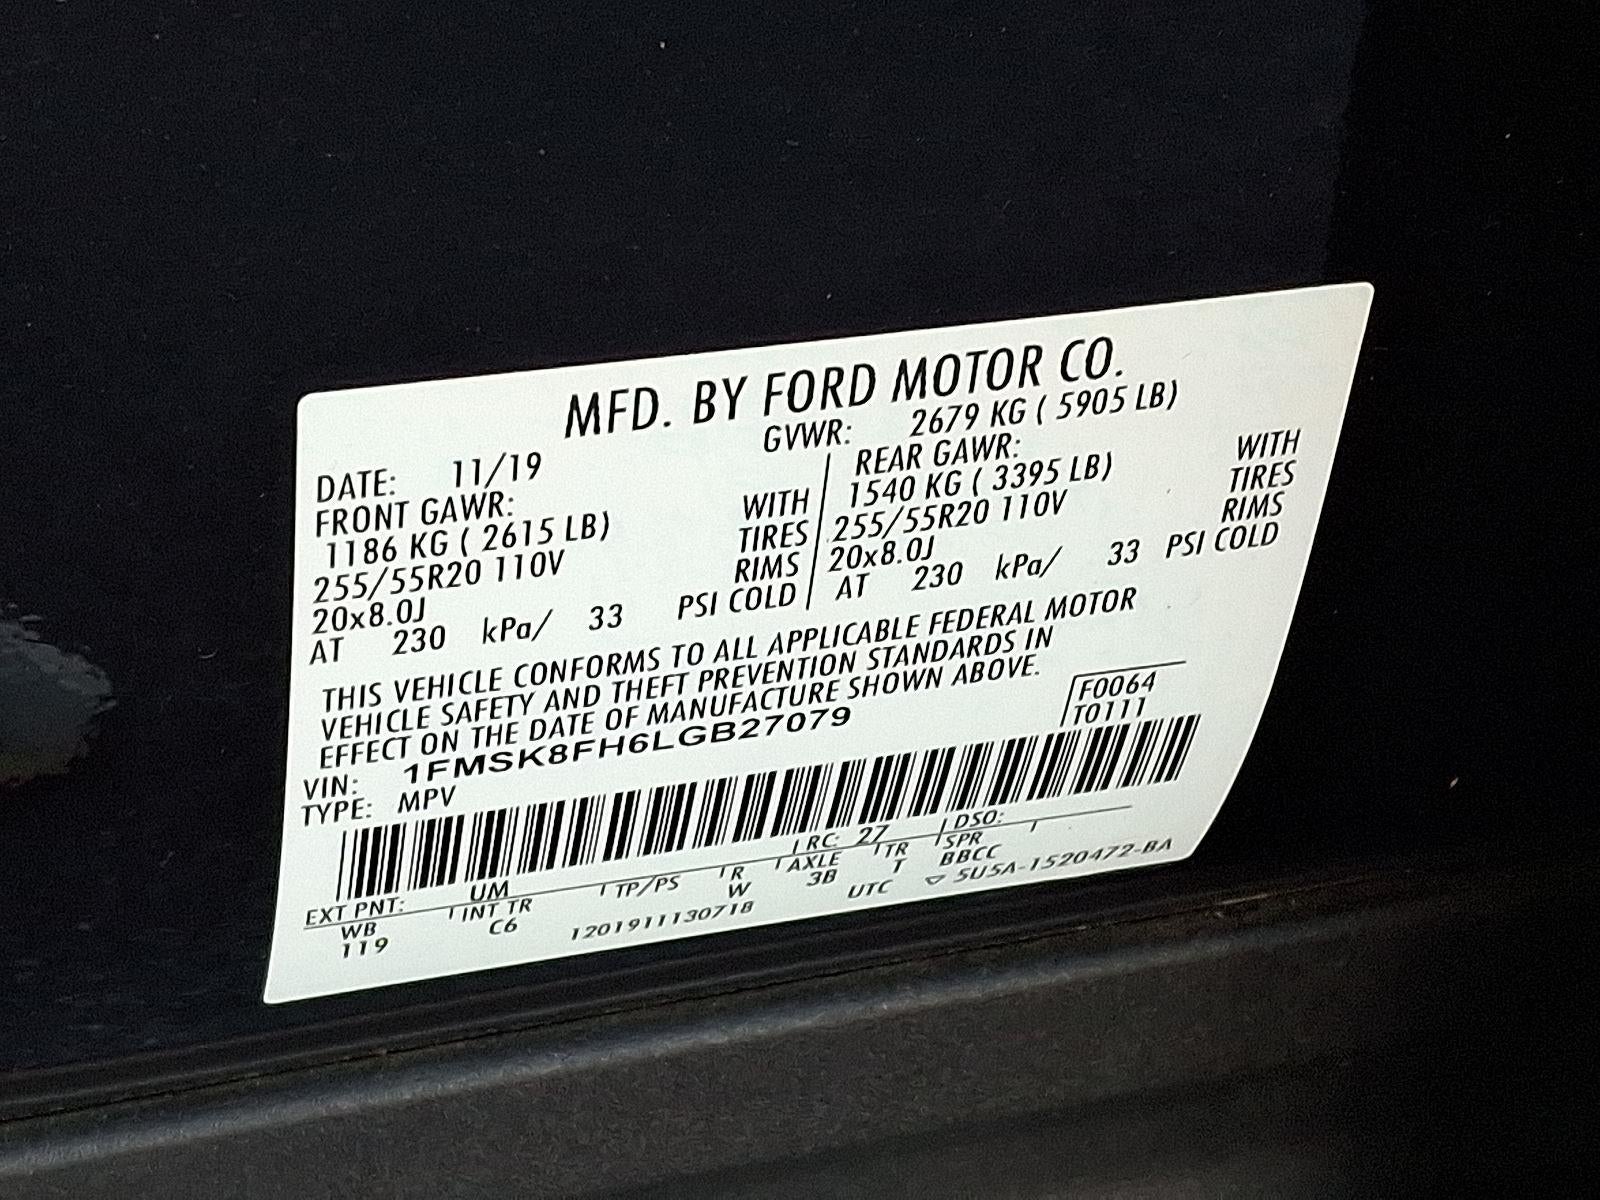 MFD. BY FORD MOTOR CO.
DATE: 11/19 GVWR: 2679 KG ( 5905 LB)
FRONT GAWR:
1186 KG ( 2615 LB) WITH
255/55R20 110V TIRES
20x8.0J RIMS
AT 230 kPa/ 33 PSI COLD
REAR GAWR:
1540 KG ( 3395 LB) WITH
255/55R20 110V TIRES
20x8.0J RIMS
AT 230 kPa/ 33 PSI COLD
THIS VEHICLE CONFORMS TO ALL APPLICABLE FEDERAL MOTOR
VEHICLE SAFETY AND THEFT PREVENTION STANDARDS IN
EFFECT ON THE DATE OF MANUFACTURE SHOWN ABOVE.
VIN: 1FMSK8FH6LGB27079
F0064
T0111
TYPE: MPV
EXT PNT: UM RC: 27 DSO:
WB INT TR TP/PS R AXLE TR SPR
119 C6 W 3B T BBCC
1201911130718 UTC ▽ 5U5A-1520472-BA